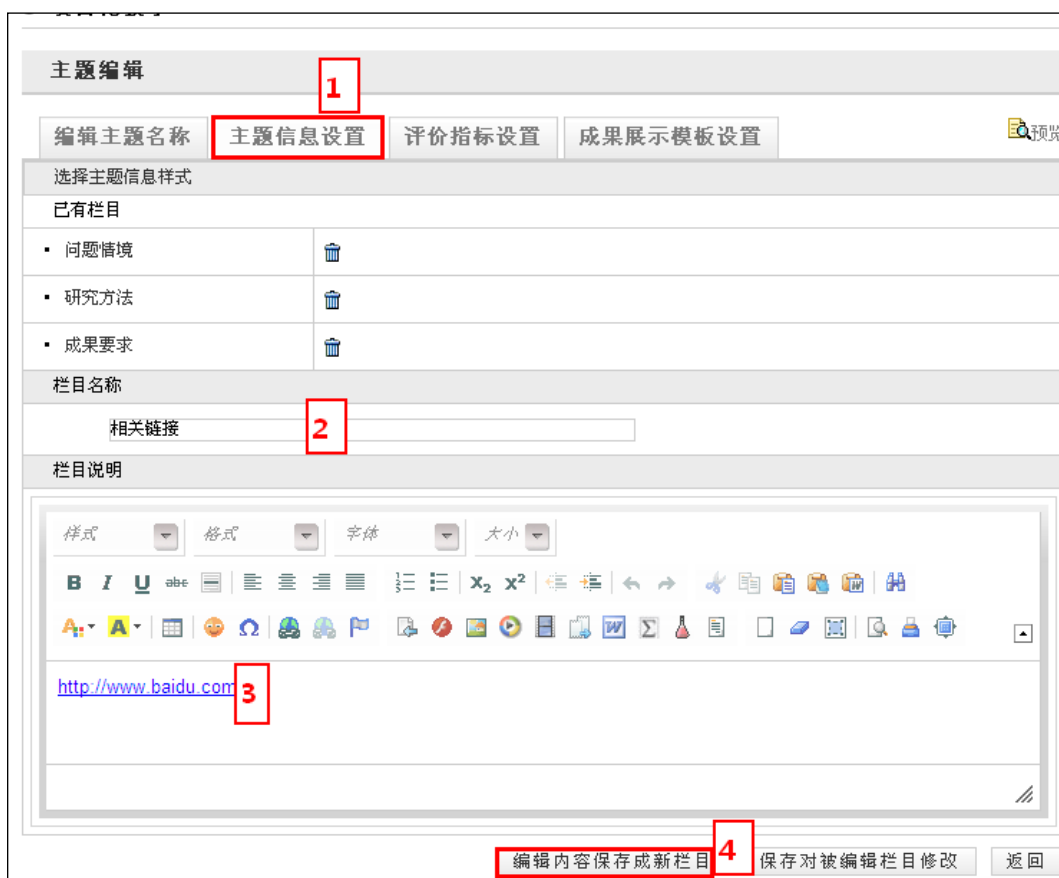 主题编辑
1
编辑主题名称 主题信息设置 评价指标设置 成果展示模板设置 预览
选择主题信息样式
已有栏目
▪ 问题情境
▪ 研究方法
▪ 成果要求
栏目名称
相关链接 2
栏目说明
样式 格式 字体 大小
B I U abc X₂ X²
A A Ω W Σ
http://www.baidu.com 3
编辑内容保存成新栏目 4 保存对被编辑栏目修改 返回